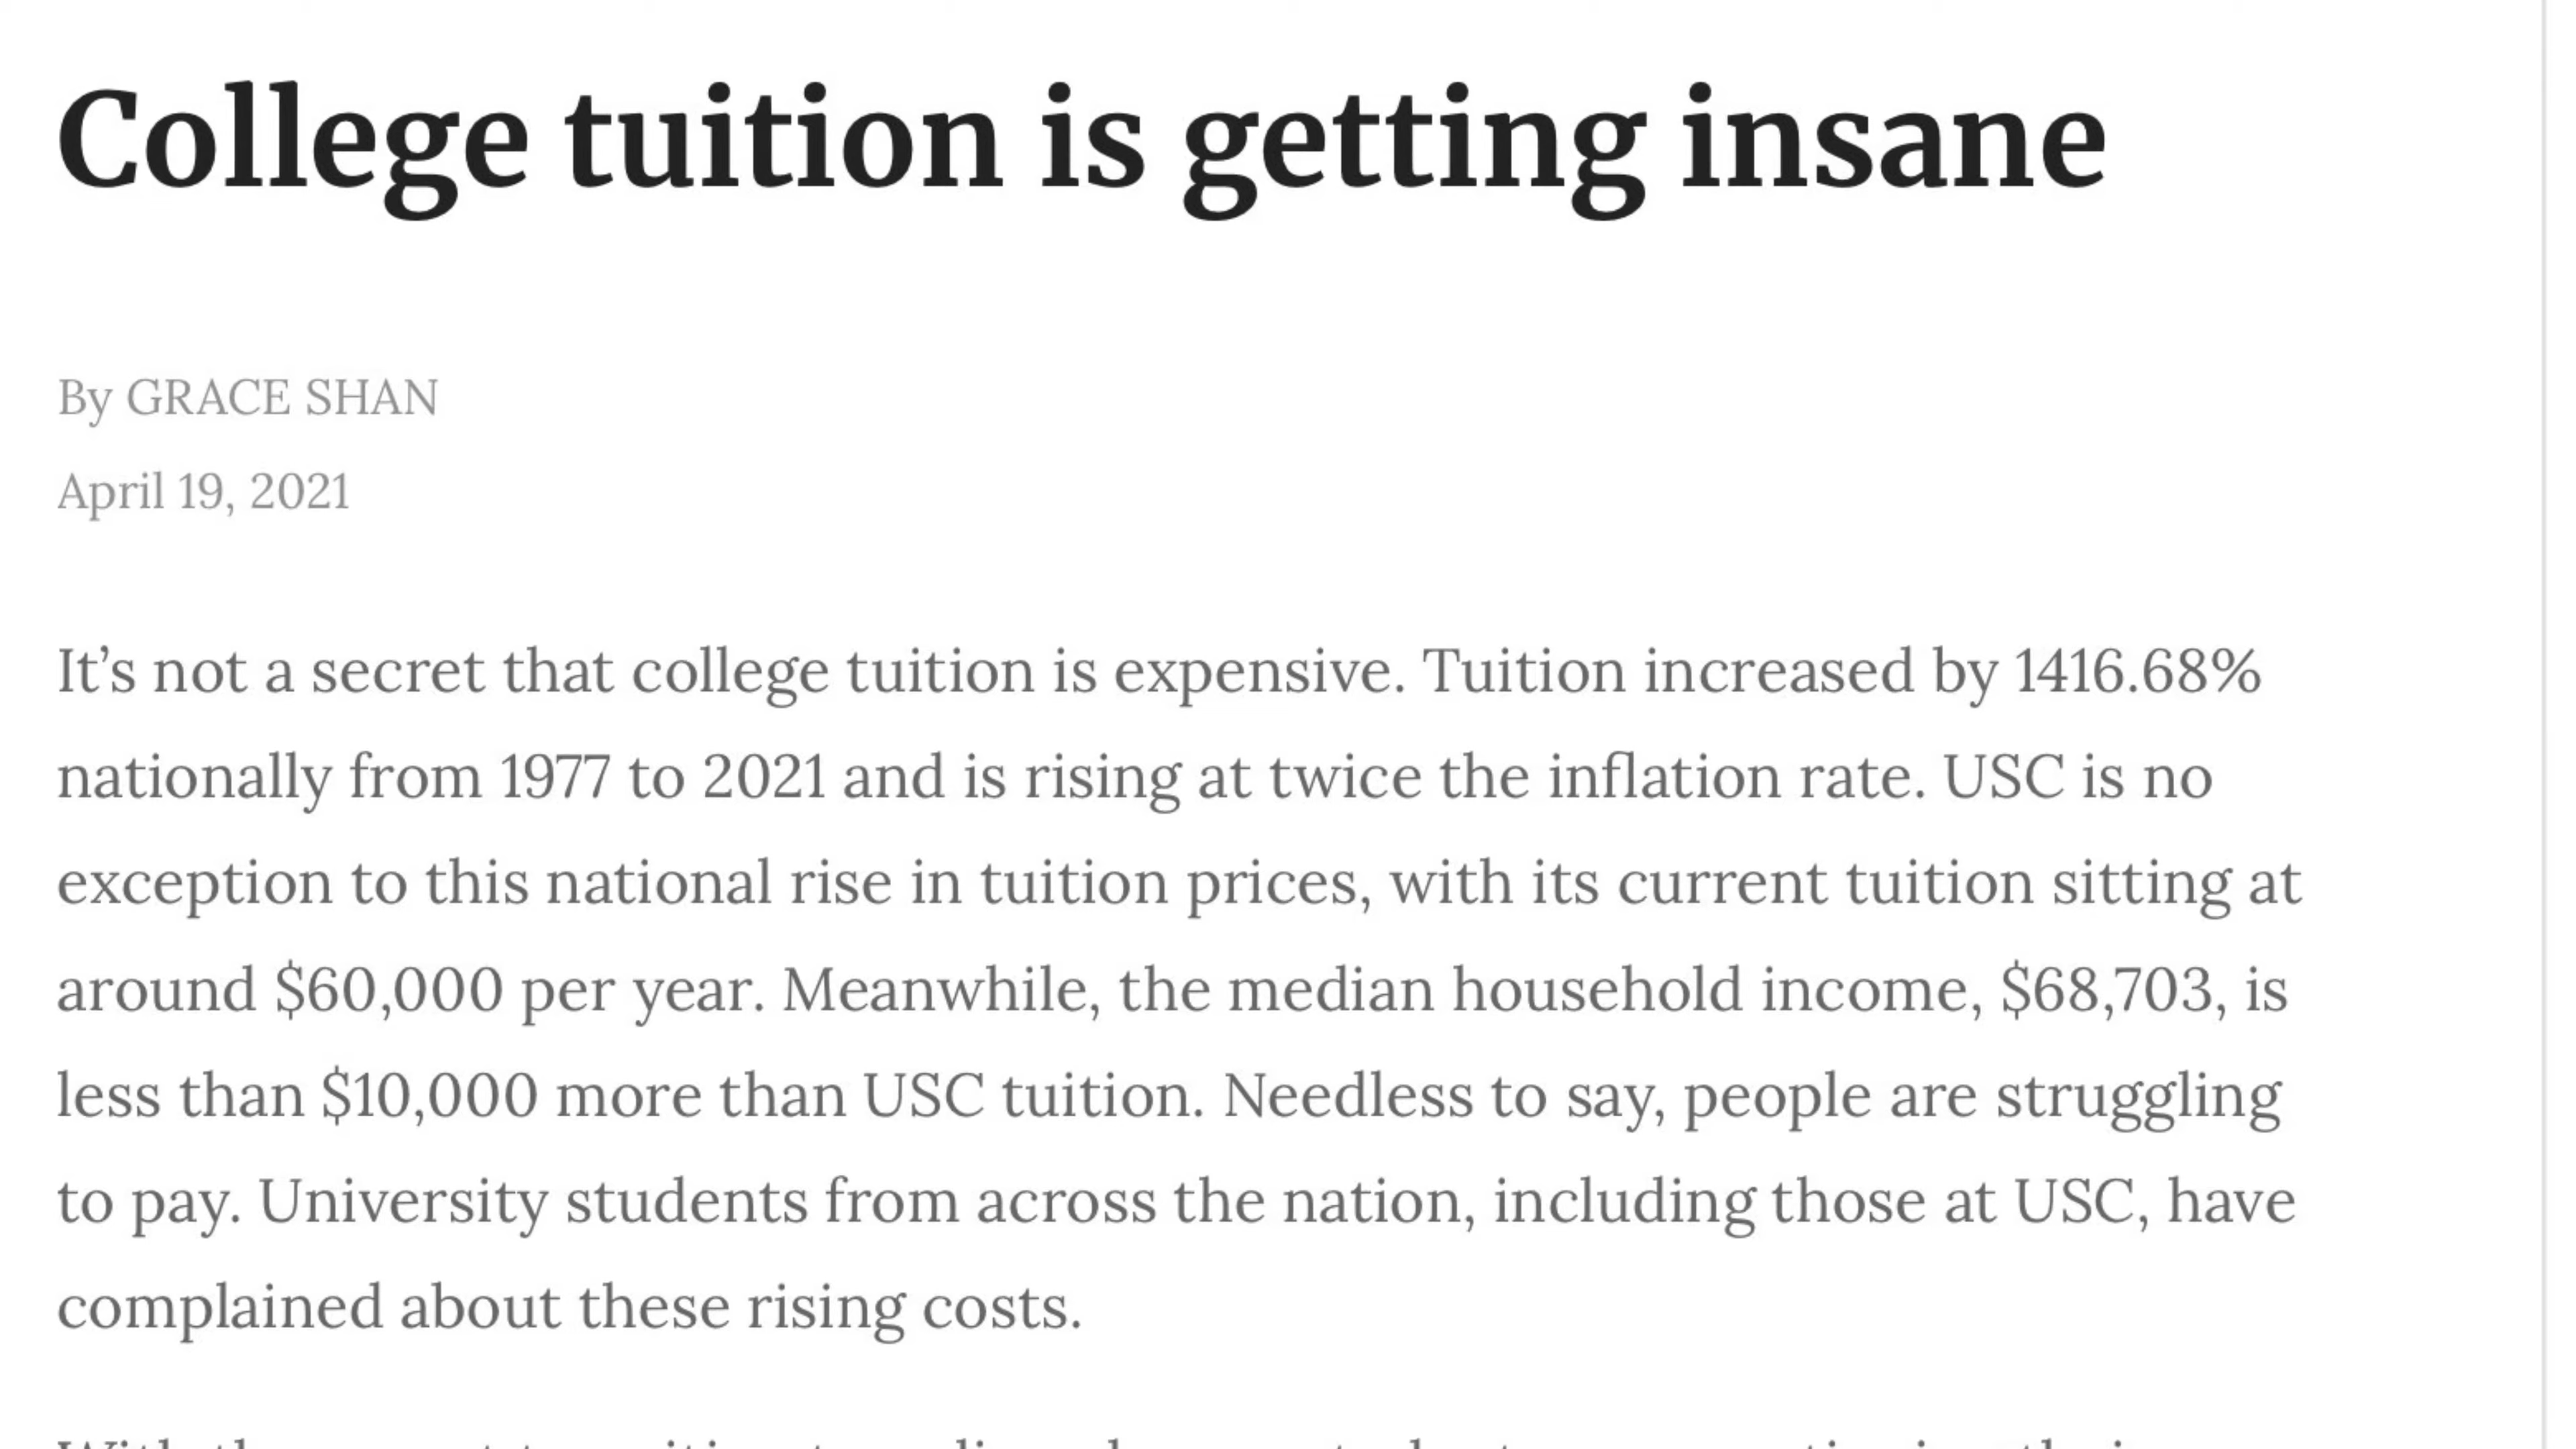 College tuition is getting insane
By GRACE SHAN
April 19, 2021
It’s not a secret that college tuition is expensive. Tuition increased by 1416.68%
nationally from 1977 to 2021 and is rising at twice the inflation rate. USC is no
exception to this national rise in tuition prices, with its current tuition sitting at
around $60,000 per year. Meanwhile, the median household income, $68,703, is
less than $10,000 more than USC tuition. Needless to say, people are struggling
to pay. University students from across the nation, including those at USC, have
complained about these rising costs.